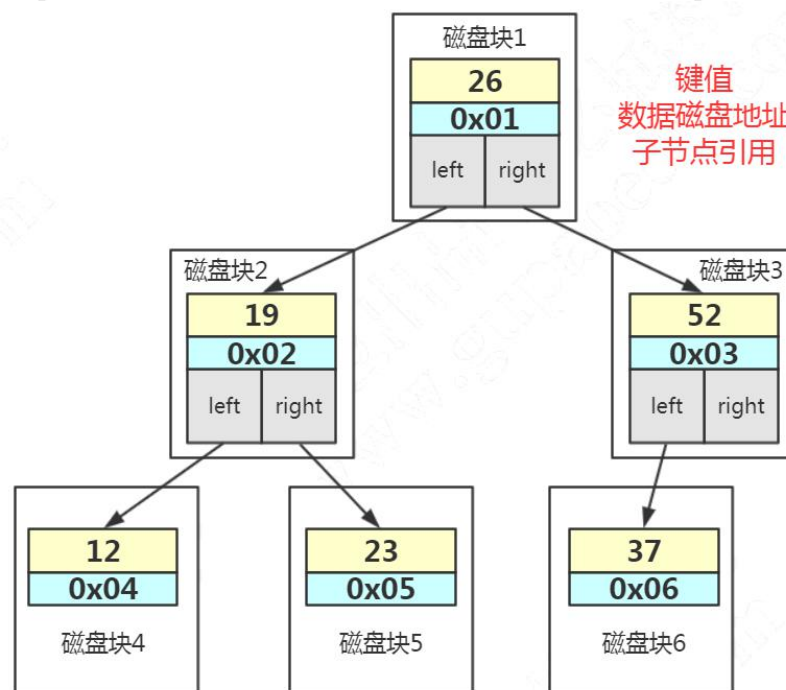 磁盘块1
26
0x01
left right
键值
数据磁盘地址
子节点引用
磁盘块2
19
0x02
left right
磁盘块3
52
0x03
left right
12
0x04
磁盘块4
23
0x05
磁盘块5
37
0x06
磁盘块6